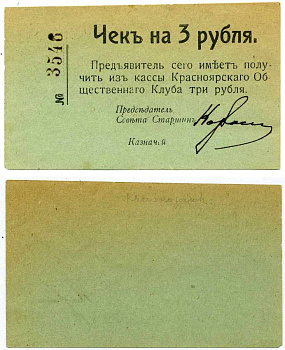 Чекъ на 3 рубля.
№ 3546
Предъявитель сего имѣетъ полу-
чить изъ кассы Красноярскаго Об-
щественнаго Клуба три рубля.
Предсѣдатель
Совѣта Старшинъ
Казначей